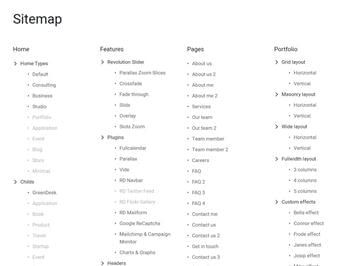 Sitemap
Home
Home Types
Default
Consulting
Business
Studio
Portfolio
Application
Event
Blog
Store
Minimal
Childs
GreenDesk
Application
Book
Product
Travel
Startup
Event
Features
Revolution Slider
Parallax Zoom Slices
Crossfade
Fade through
Slide
Overlay
Slots Zoom
Plugins
Fullcalendar
Parallax
Vide
RD Navbar
RD Twitter Feed
RD Flickr Gallery
RD Mailform
Google ReCaptcha
Mailchimp & Campaign
Monitor
Charts & Graphs
Headers
Pages
About us
About us 2
About me
About me 2
Services
Our team
Our team 2
Team member
Team member 2
Careers
FAQ
FAQ 2
FAQ 3
FAQ 4
Contact me
Contact us
Contact us 2
Get in touch
Contact us 3
Portfolio
Grid layout
Horizontal
Vertical
Masonry layout
Horizontal
Vertical
Wide layout
Horizontal
Vertical
Fullwidth layout
3 columns
4 columns
5 columns
Custom effects
Bella effect
Connor effect
Frode effect
Janes effect
Josip effect